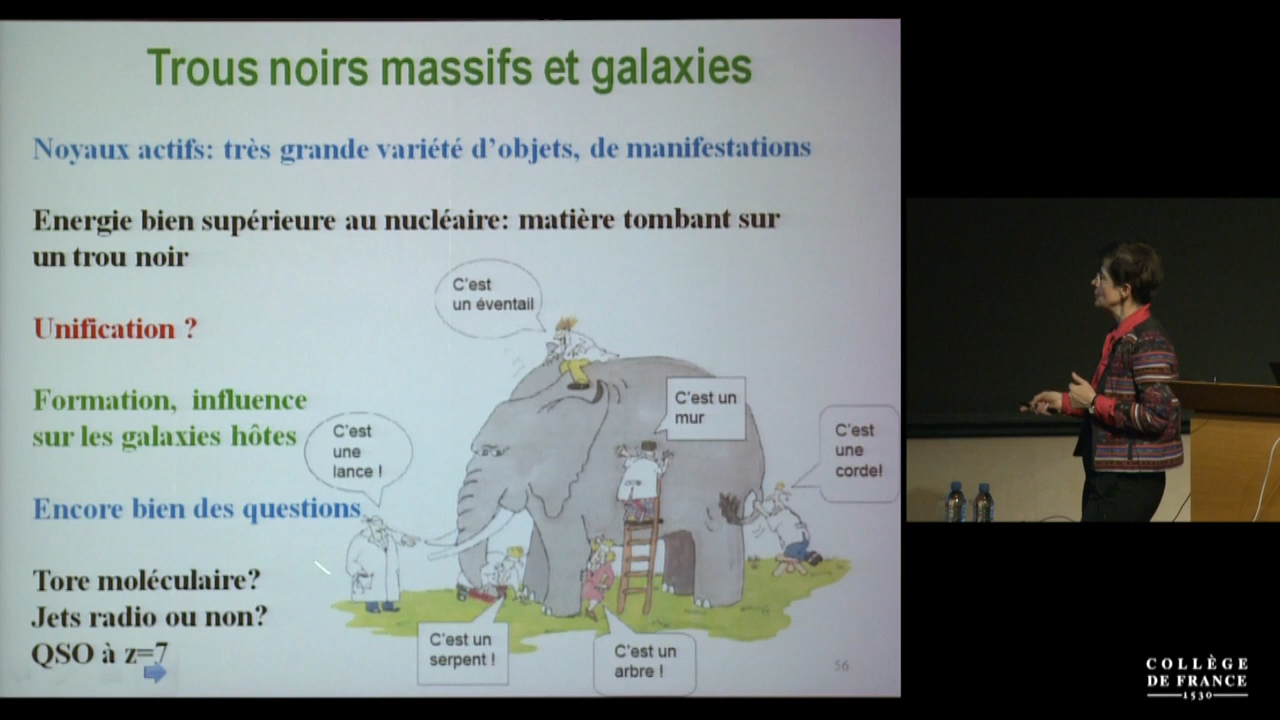 Trous noirs massifs et galaxies
Noyaux actifs: très grande variété d'objets, de manifestations
Energie bien supérieure au nucléaire: matière tombant sur
un trou noir
C'est
un éventail
Unification ?
C'est un
mur
Formation, influence
sur les galaxies hôtes
C'est
une
lance !
C'est
une
corde!
Encore bien des questions
Tore moléculaire?
Jets radio ou non?
QSO à z=7
C'est un
serpent !
C'est un
arbre !
56
COLLÈGE
DE FRANCE
1530